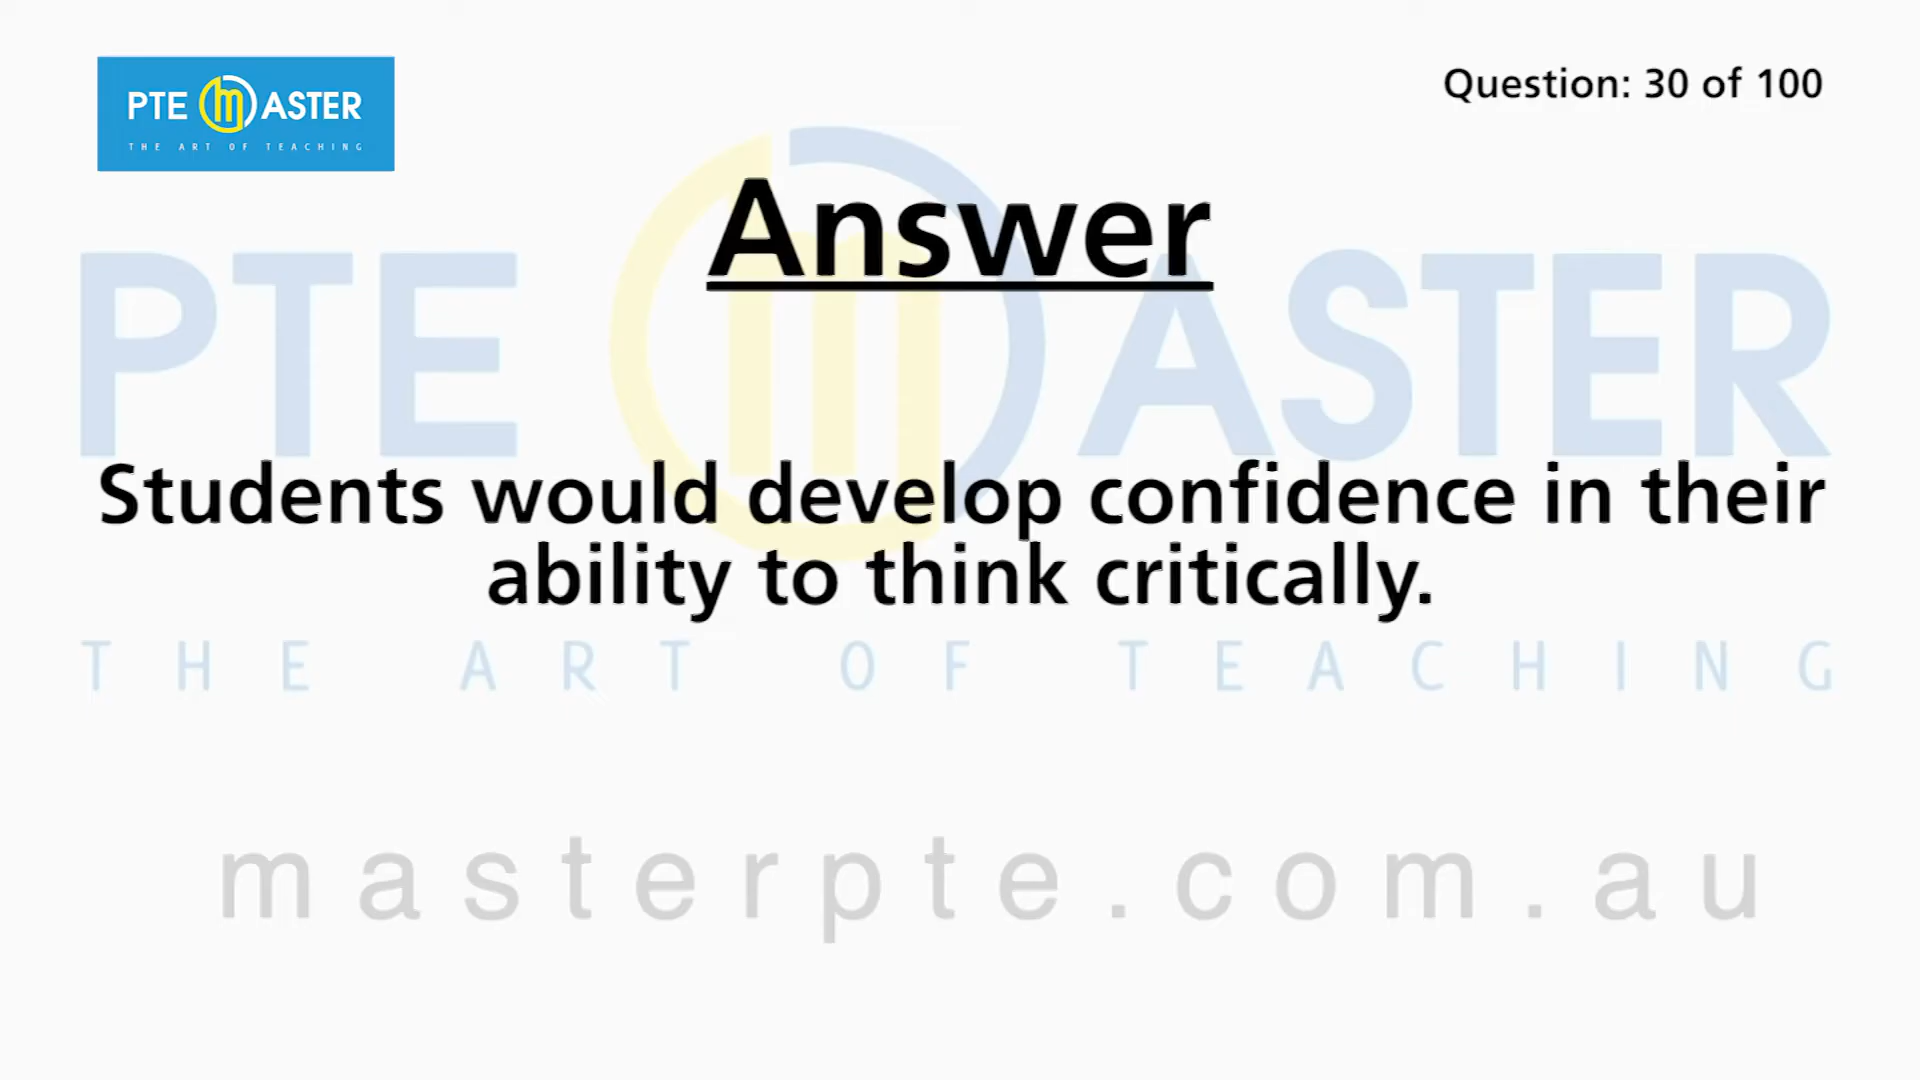 PTE MASTER
THE ART OF TEACHING
Question: 30 of 100
Answer
PTE MASTER
Students would develop confidence in their
ability to think critically.
THE ART OF TEACHING
masterpte.com.au